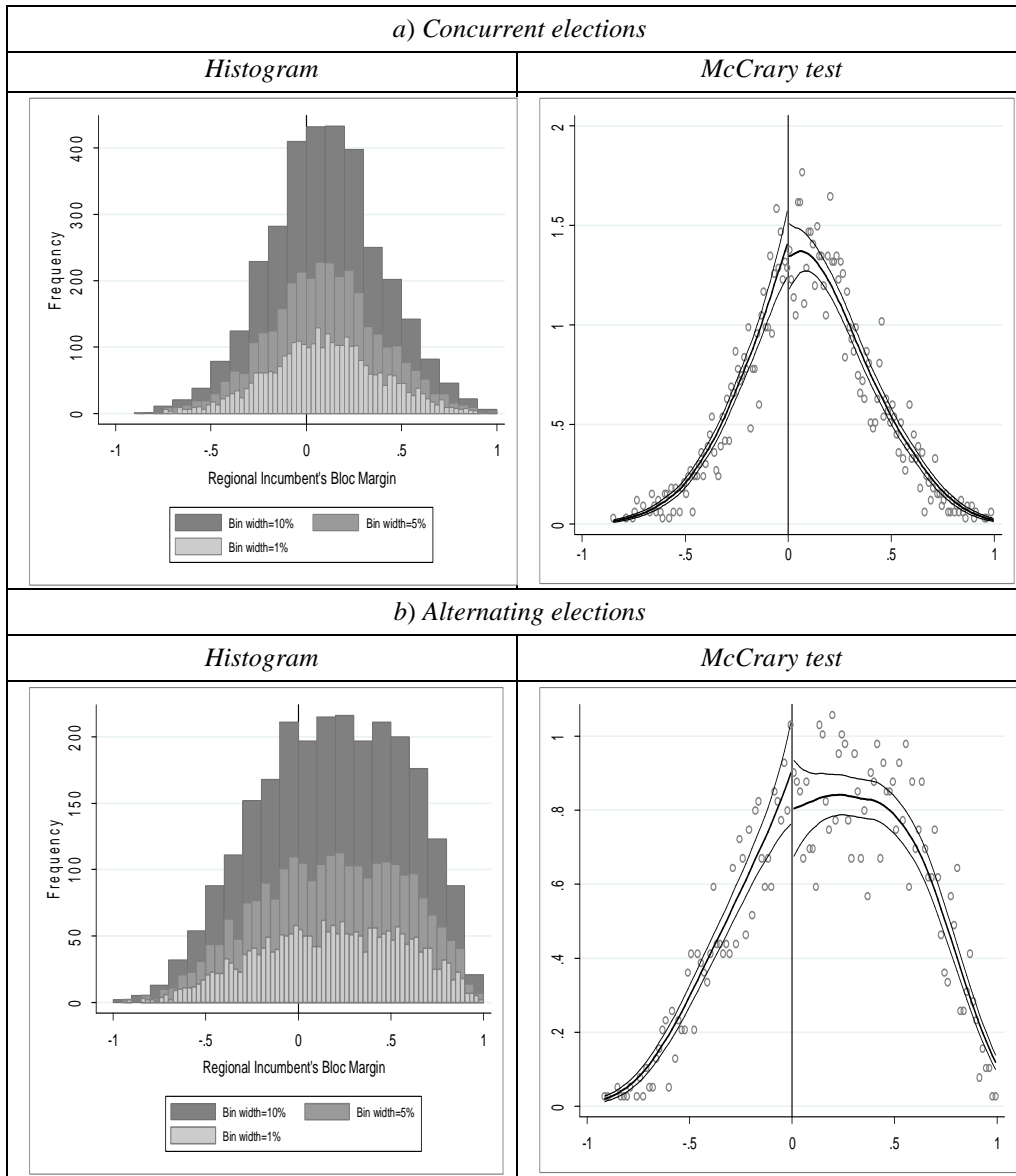 a) Concurrent elections
Histogram
McCrary test
400
300
200
100
0
Frequency
-1
-.5
0
.5
1
Regional Incumbent's Bloc Margin
Bin width=10%
Bin width=5%
Bin width=1%
2
1.5
1
.5
0
-1
-.5
0
.5
1
b) Alternating elections
Histogram
McCrary test
200
150
100
50
0
Frequency
-1
-.5
0
.5
1
Regional Incumbent's Bloc Margin
Bin width=10%
Bin width=5%
Bin width=1%
1
.8
.6
.4
.2
0
-1
-.5
0
.5
1